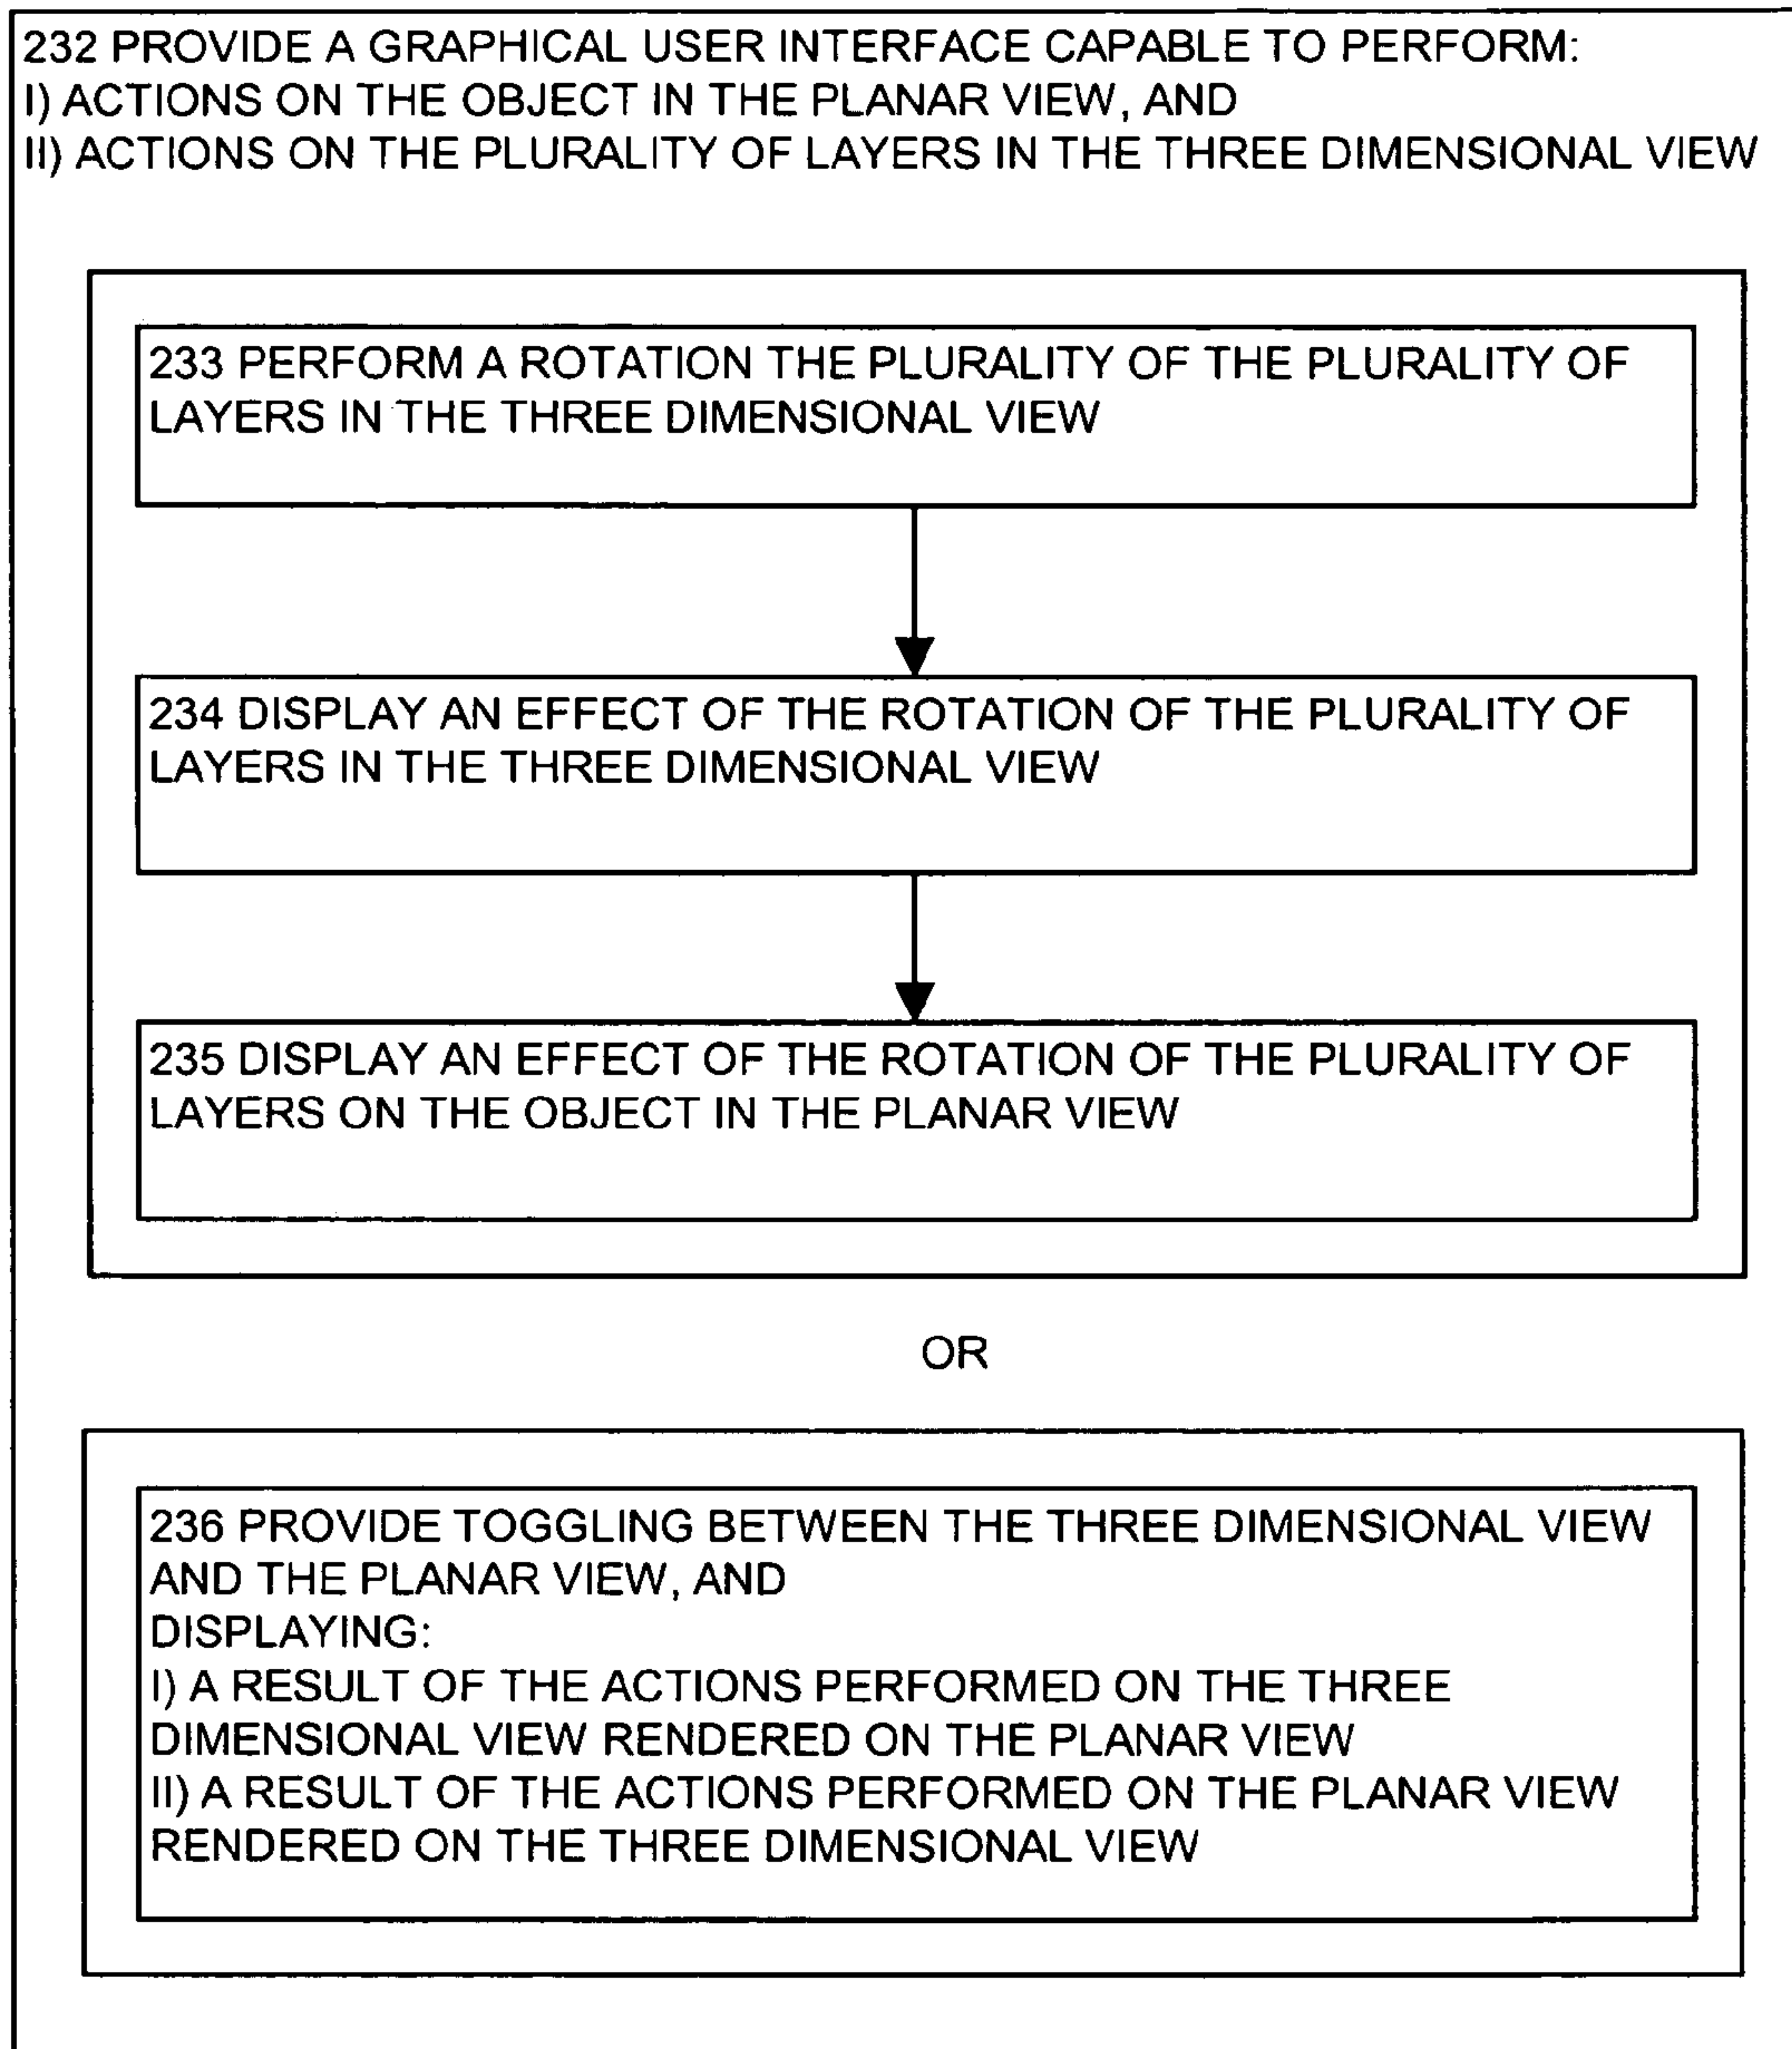 232 PROVIDE A GRAPHICAL USER INTERFACE CAPABLE TO PERFORM:
I) ACTIONS ON THE OBJECT IN THE PLANAR VIEW, AND
II) ACTIONS ON THE PLURALITY OF LAYERS IN THE THREE DIMENSIONAL VIEW
233 PERFORM A ROTATION THE PLURALITY OF THE PLURALITY OF
LAYERS IN THE THREE DIMENSIONAL VIEW
234 DISPLAY AN EFFECT OF THE ROTATION OF THE PLURALITY OF
LAYERS IN THE THREE DIMENSIONAL VIEW
235 DISPLAY AN EFFECT OF THE ROTATION OF THE PLURALITY OF
LAYERS ON THE OBJECT IN THE PLANAR VIEW
OR
236 PROVIDE TOGGLING BETWEEN THE THREE DIMENSIONAL VIEW
AND THE PLANAR VIEW, AND
DISPLAYING:
I) A RESULT OF THE ACTIONS PERFORMED ON THE THREE
DIMENSIONAL VIEW RENDERED ON THE PLANAR VIEW
II) A RESULT OF THE ACTIONS PERFORMED ON THE PLANAR VIEW
RENDERED ON THE THREE DIMENSIONAL VIEW